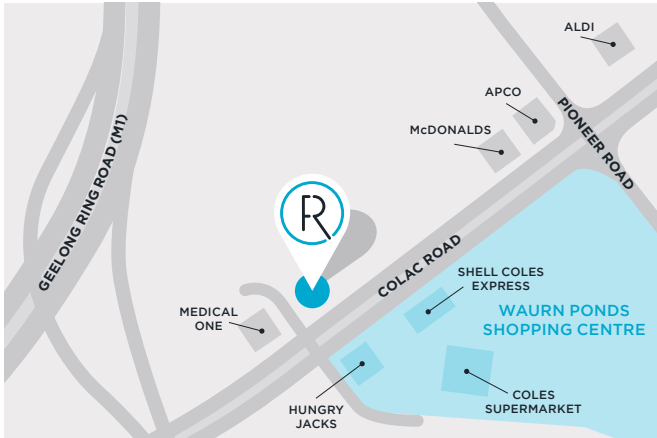 ALDI
APCO
McDONALDS
PIONEER ROAD
GEELONG RING ROAD (M1)
FR
COLAC ROAD
SHELL COLES
EXPRESS
WAURN PONDS
SHOPPING CENTRE
MEDICAL
ONE
HUNGRY
JACKS
COLES
SUPERMARKET